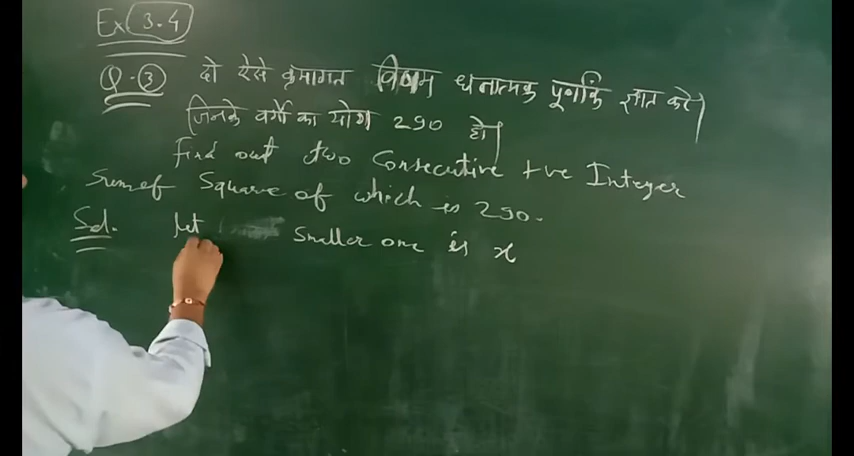 Ex. 3.4
Q.③ दो ऐसे क्रमागत विषम धनात्मक पूर्णांक ज्ञात करें
जिनके वर्गों का योग 290 हो।
Find out two Consecutive +ve Integer
Sum of Square of which is 290.
Sol. let Smaller one is x